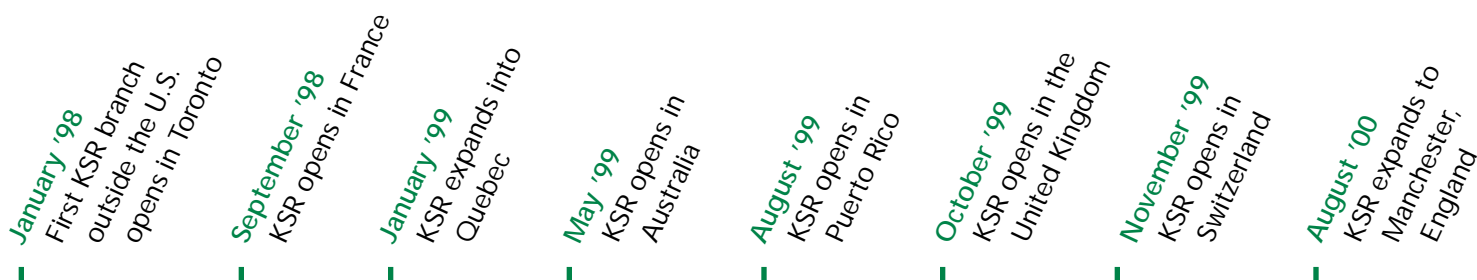 January '98
First KSR branch
outside the U.S.
opens in Toronto
September '98
KSR opens in France
January '99
KSR expands into
Quebec
May '99
KSR opens in
Australia
August '99
KSR opens in
Puerto Rico
October '99
KSR opens in the
United Kingdom
November '99
KSR opens in
Switzerland
August '00
KSR expands to
Manchester,
England